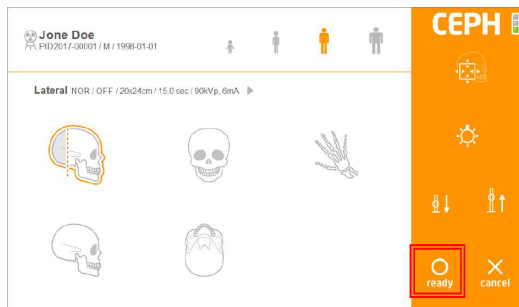 Jone Doe
PID2017-00001 / M / 1998-01-01
CEPH
Lateral NOR / OFF / 20x24cm / 15.0 sec / 90kVp, 6mA
ready
cancel